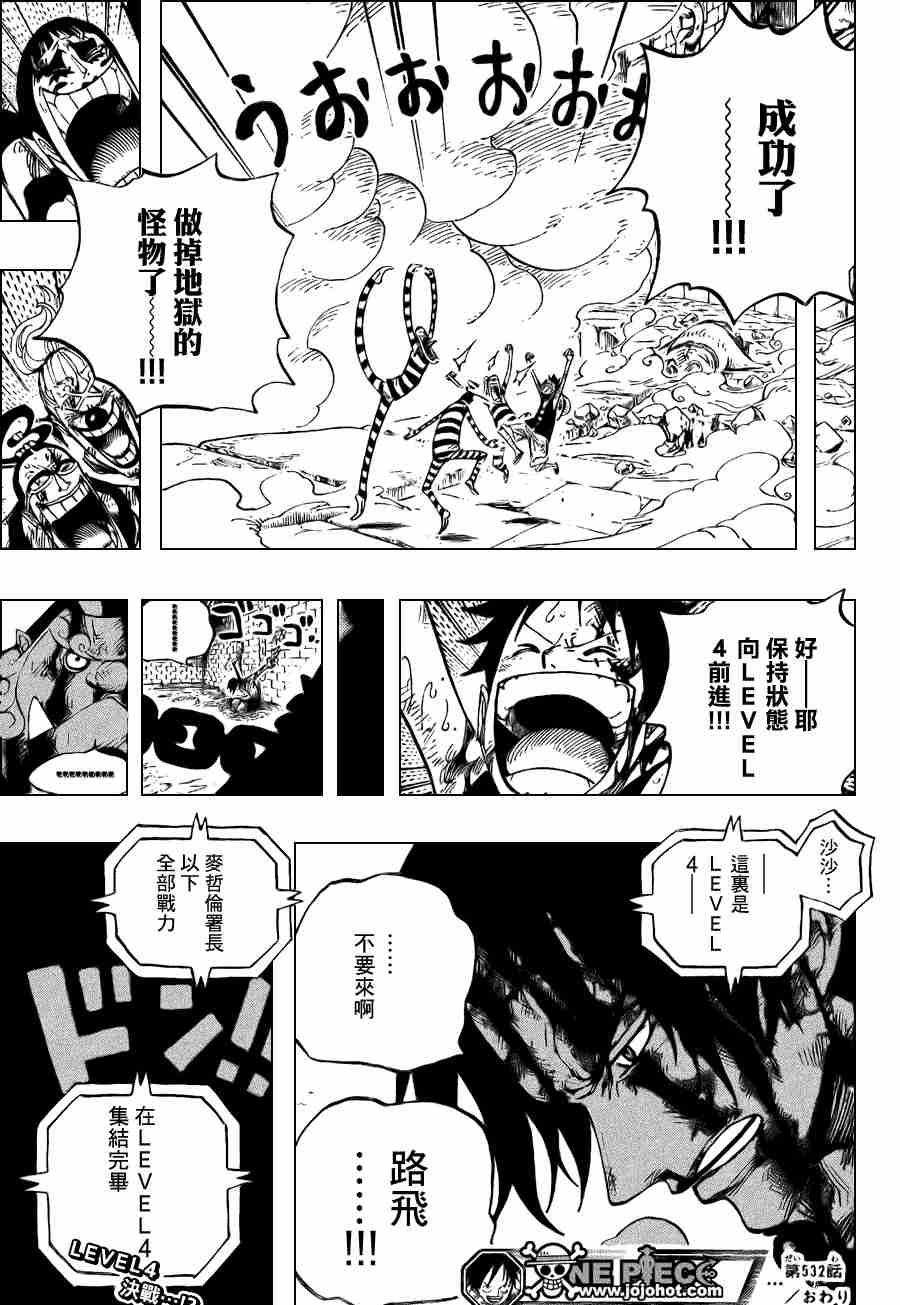 成功了
～～～～!!!
うおおおおお
做掉地獄的
怪物了～～!!!
好——耶
保持狀態
向LEVEL
4前進!!!
ゴゴゴゴ
沙沙…
——
這裏是
LEVEL
4——
……
不要來啊
路飛
……!!!
麥哲倫署長
以下
全部戰力
ドン!!
在LEVEL4
集結完畢
LEVEL4
決戰…!?
ONE PIECE
www.jojohot.com
だい わ
…第532話
／おわり